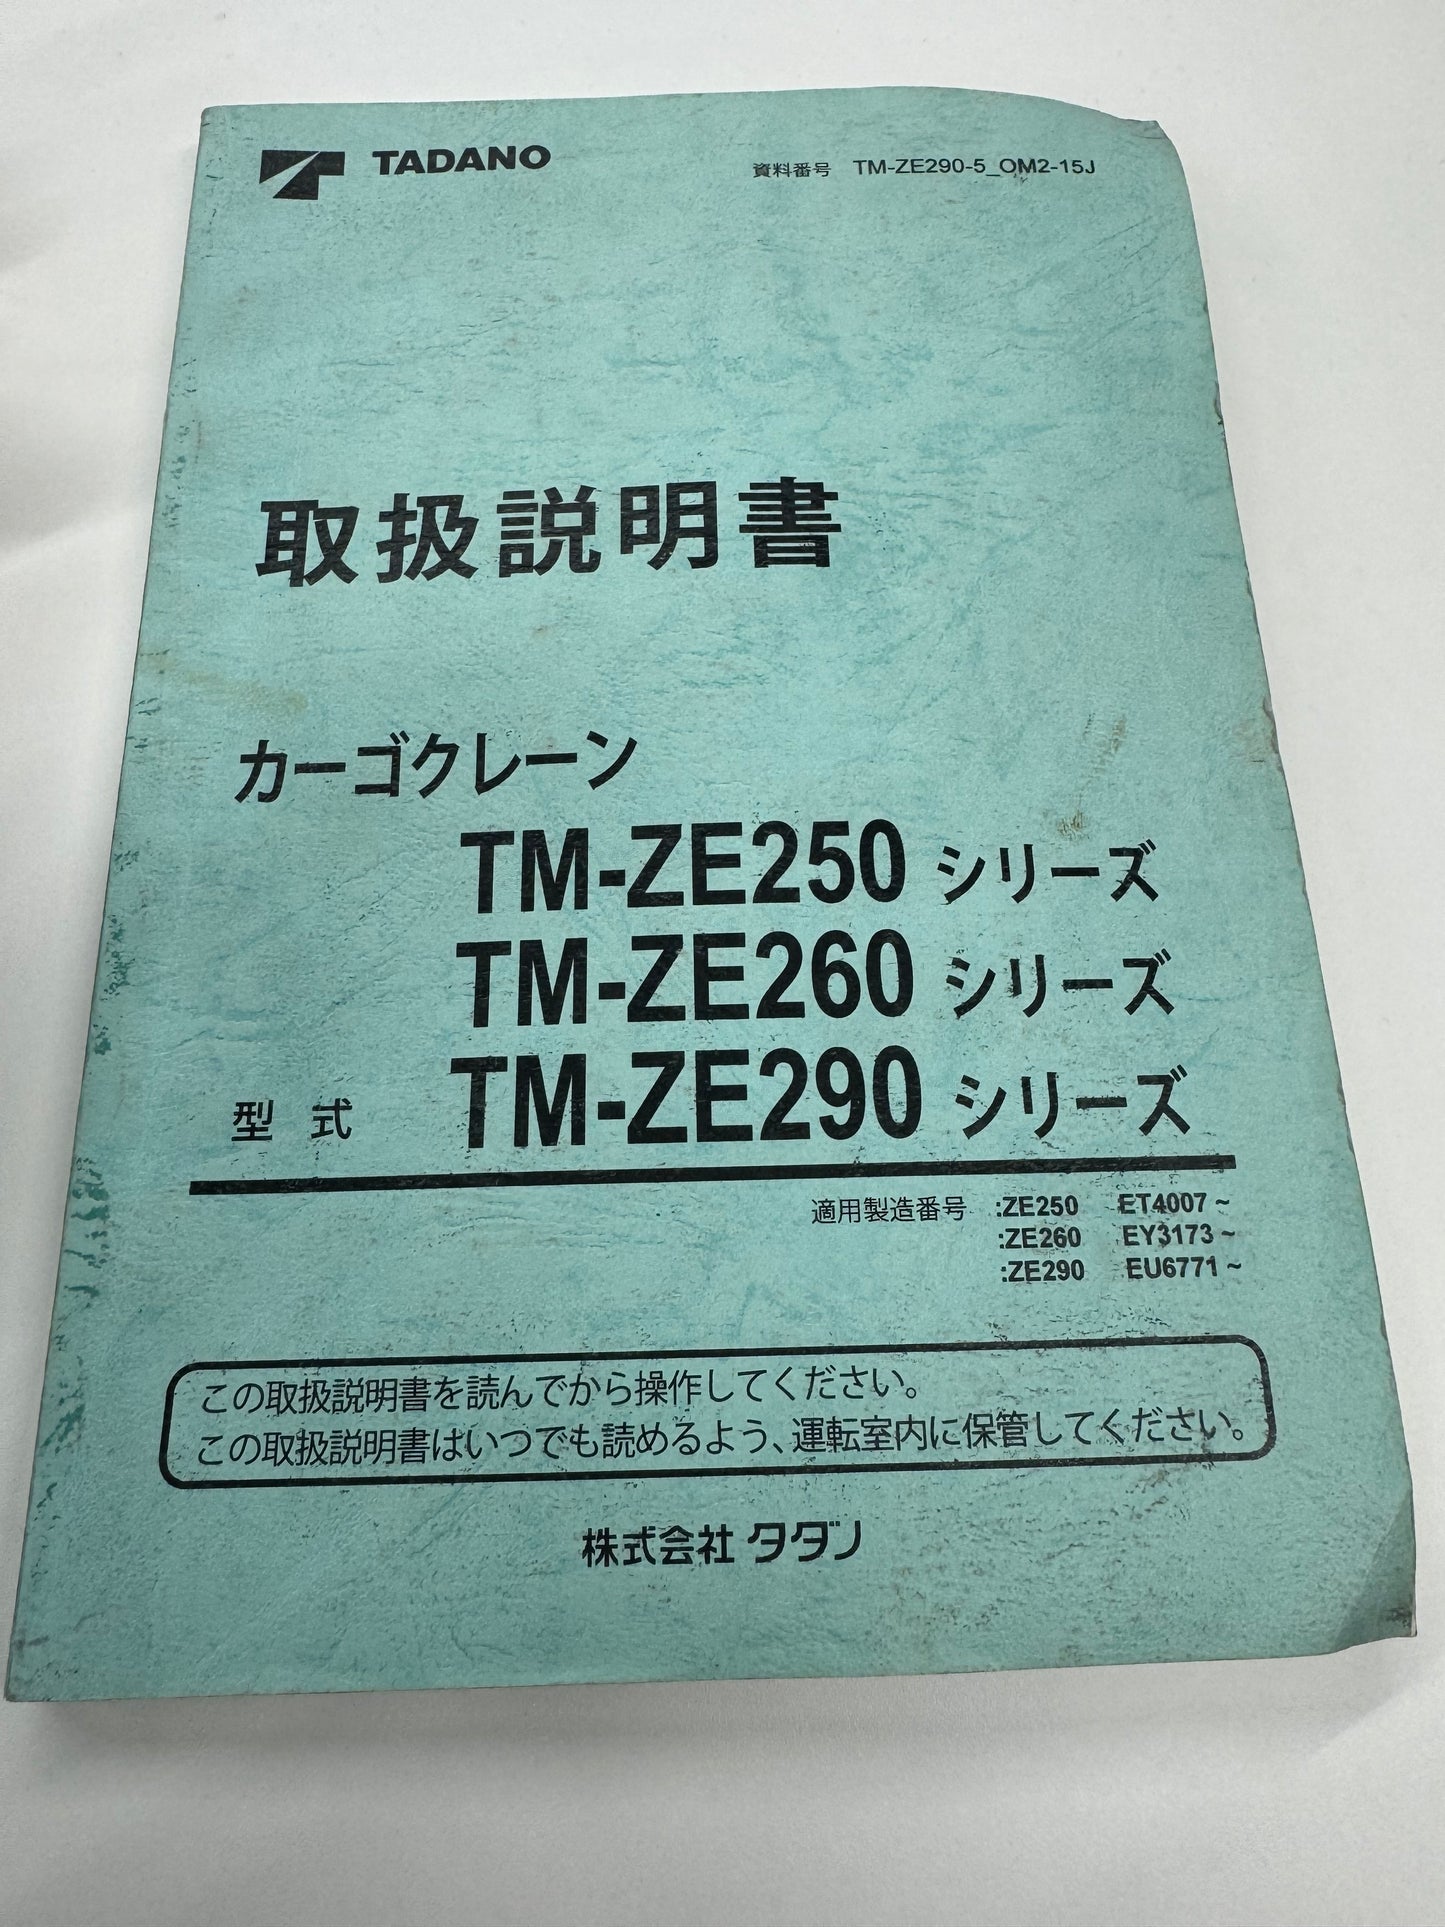 TADANO
資料番号 TM-ZE290-5_OM2-15J
取扱説明書
カーゴクレーン
TM-ZE250 シリーズ
TM-ZE260 シリーズ
型式 TM-ZE290 シリーズ
適用製造番号 :ZE250 ET4007~
:ZE260 EY3173~
:ZE290 EU6771~
この取扱説明書を読んでから操作してください。
この取扱説明書はいつでも読めるよう、運転室内に保管してください。
株式会社 タダノ